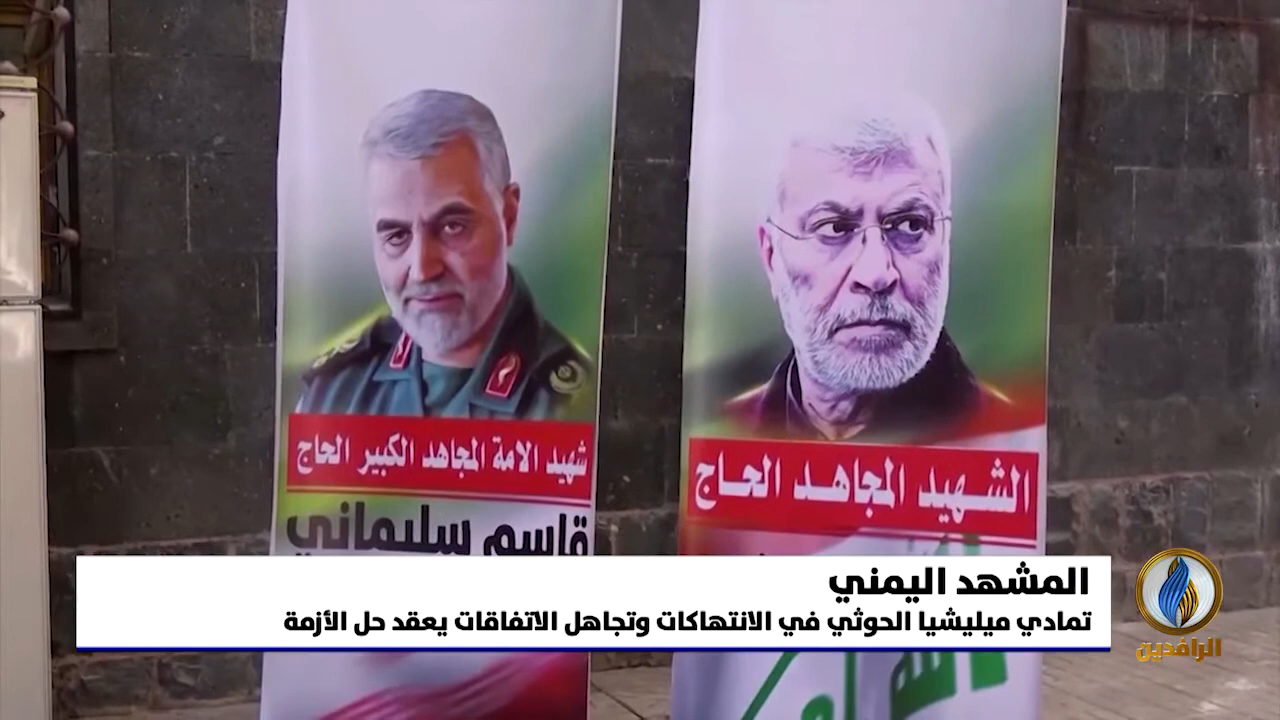 شهيد الامة المجاهد الكبير الحاج
قاسم سليماني
الشهيد المجاهد الحاج
الله
المشهد اليمني
تمادي ميليشيا الحوثي في الانتهاكات وتجاهل الاتفاقات يعقد حل الأزمة
الرافدين